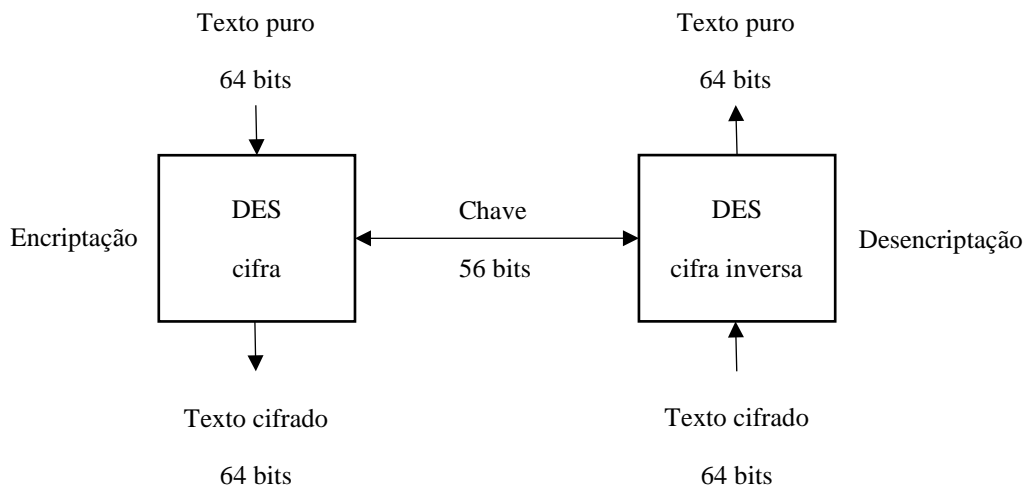 Texto puro
64 bits
Texto puro
64 bits
Encriptação
DES
cifra
Chave
56 bits
DES
cifra inversa
Desencriptação
Texto cifrado
64 bits
Texto cifrado
64 bits